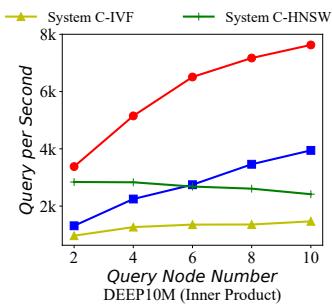 System C-IVF System C-HNSW
8k
6k
4k
2k
Query per Second
2 4 6 8 10
Query Node Number
DEEP10M (Inner Product)